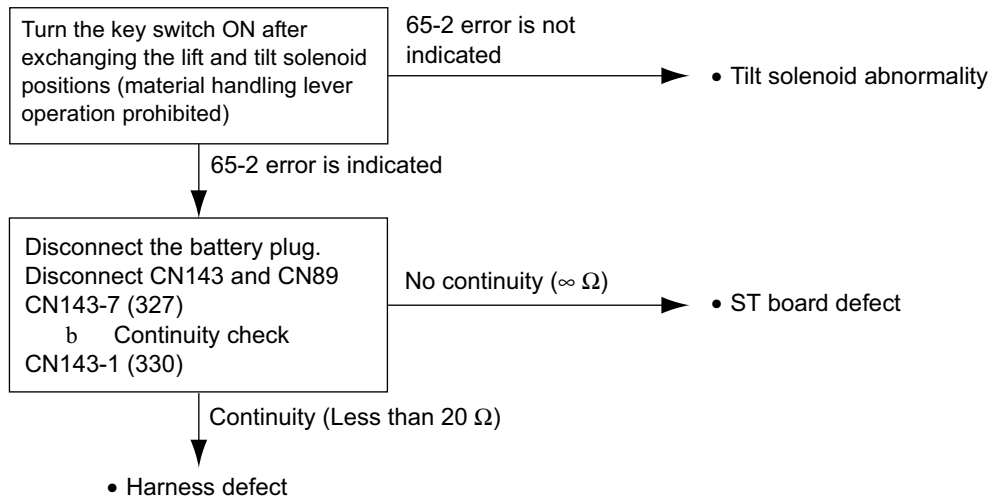 Turn the key switch ON after
exchanging the lift and tilt solenoid
positions (material handling lever
operation prohibited)
65-2 error is not
indicated
• Tilt solenoid abnormality
65-2 error is indicated
Disconnect the battery plug.
Disconnect CN143 and CN89
CN143-7 (327)
b Continuity check
CN143-1 (330)
No continuity (∞ Ω)
• ST board defect
Continuity (Less than 20 Ω)
• Harness defect